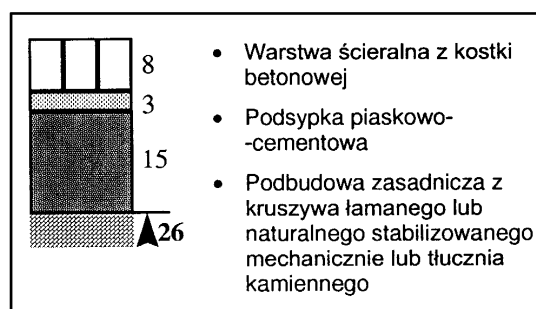 8
3
15
26
• Warstwa ścieralna z kostki
betonowej
• Podsypka piaskowo-
-cementowa
• Podbudowa zasadnicza z
kruszywa łamanego lub
naturalnego stabilizowanego
mechanicznie lub tłucznia
kamiennego